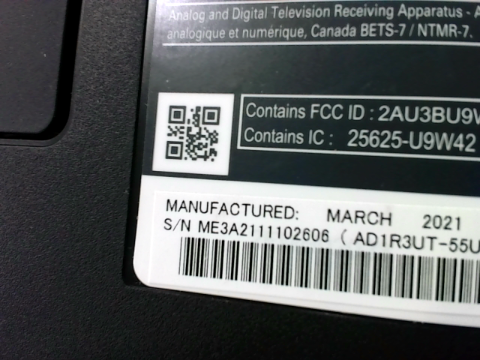 Analog and Digital Television Receiving Apparatus - A
analogique et numérique, Canada BETS-7 / NTMR-7.
Contains FCC ID : 2AU3BU9W
Contains IC : 25625-U9W42
MANUFACTURED: MARCH 2021
S/N ME3A2111102606 ( AD1R3UT-55U